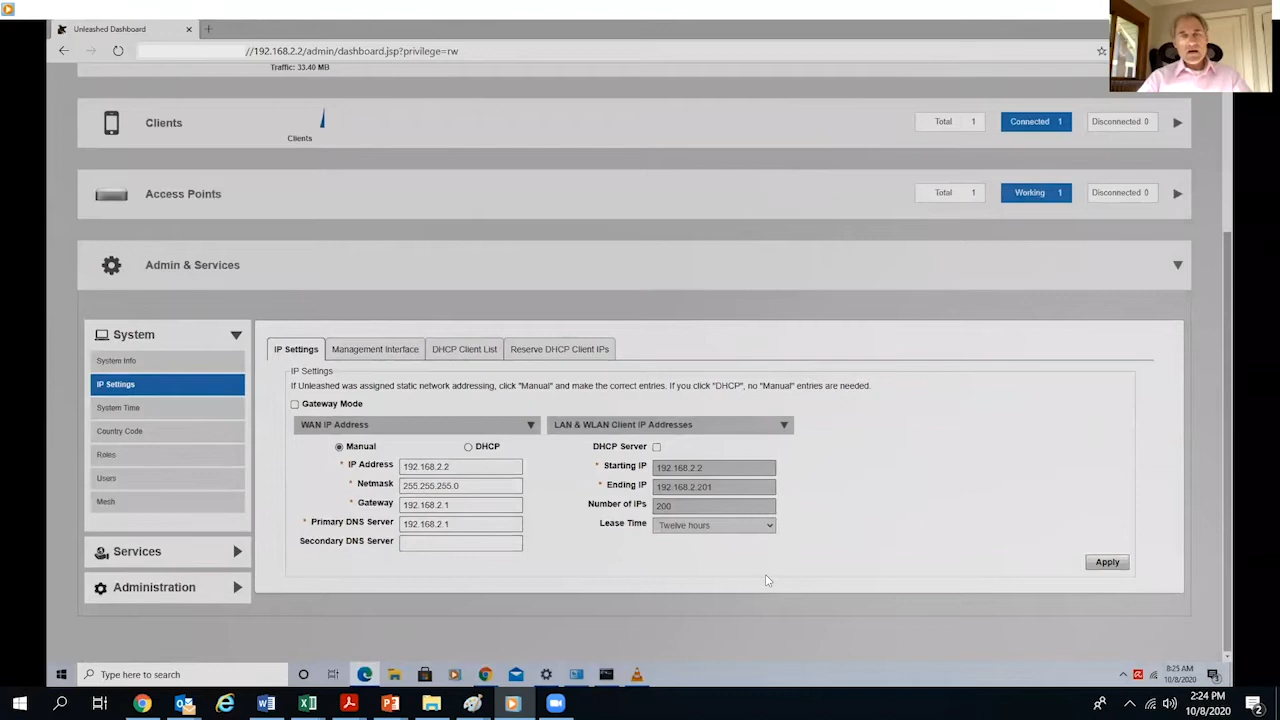 Unleashed Dashboard
//192.168.2.2/admin/dashboard.jsp?privilege=rw
Traffic: 33.40 MB
Clients
Clients
Total 1
Connected 1
Disconnected 0
Access Points
Total 1
Working 1
Disconnected 0
Admin & Services
System
System Info
IP Settings
System Time
Country Code
Roles
Users
Mesh
Services
Administration
IP Settings
Management Interface
DHCP Client List
Reserve DHCP Client IPs
IP Settings
If Unleashed was assigned static network addressing, click "Manual" and make the correct entries. If you click "DHCP", no "Manual" entries are needed.
Gateway Mode
WAN IP Address
Manual
DHCP
* IP Address 192.168.2.2
* Netmask 255.255.255.0
* Gateway 192.168.2.1
* Primary DNS Server 192.168.2.1
Secondary DNS Server
LAN & WLAN Client IP Addresses
DHCP Server
* Starting IP 192.168.2.2
* Ending IP 192.168.2.201
Number of IPs 200
Lease Time Twelve hours
Apply
Type here to search
8:25 AM
10/8/2020
2:24 PM
10/8/2020
2